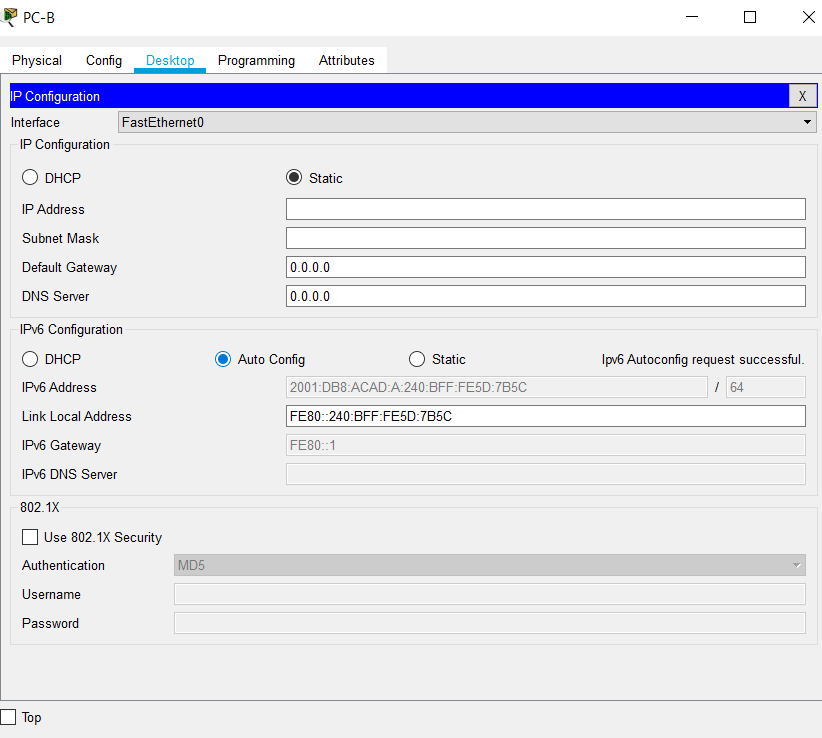 PC-B
Physical Config Desktop Programming Attributes
IP Configuration X
Interface FastEthernet0
IP Configuration
DHCP Static
IP Address
Subnet Mask
Default Gateway 0.0.0.0
DNS Server 0.0.0.0
IPv6 Configuration
DHCP Auto Config Static Ipv6 Autoconfig request successful.
IPv6 Address 2001:DB8:ACAD:A:240:BFF:FE5D:7B5C / 64
Link Local Address FE80::240:BFF:FE5D:7B5C
IPv6 Gateway FE80::1
IPv6 DNS Server
802.1X
Use 802.1X Security
Authentication MD5
Username
Password
Top